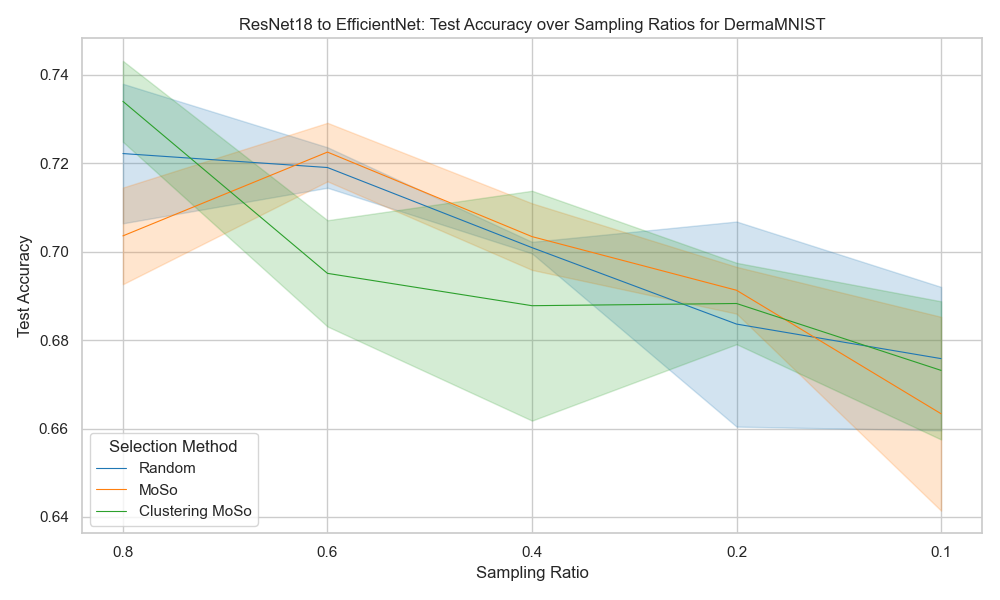 ResNet18 to EfficientNet: Test Accuracy over Sampling Ratios for DermaMNIST
Test Accuracy
0.74
0.72
0.70
0.68
0.66
0.64
Selection Method
Random
MoSo
Clustering MoSo
0.8 0.6 0.4 0.2 0.1
Sampling Ratio